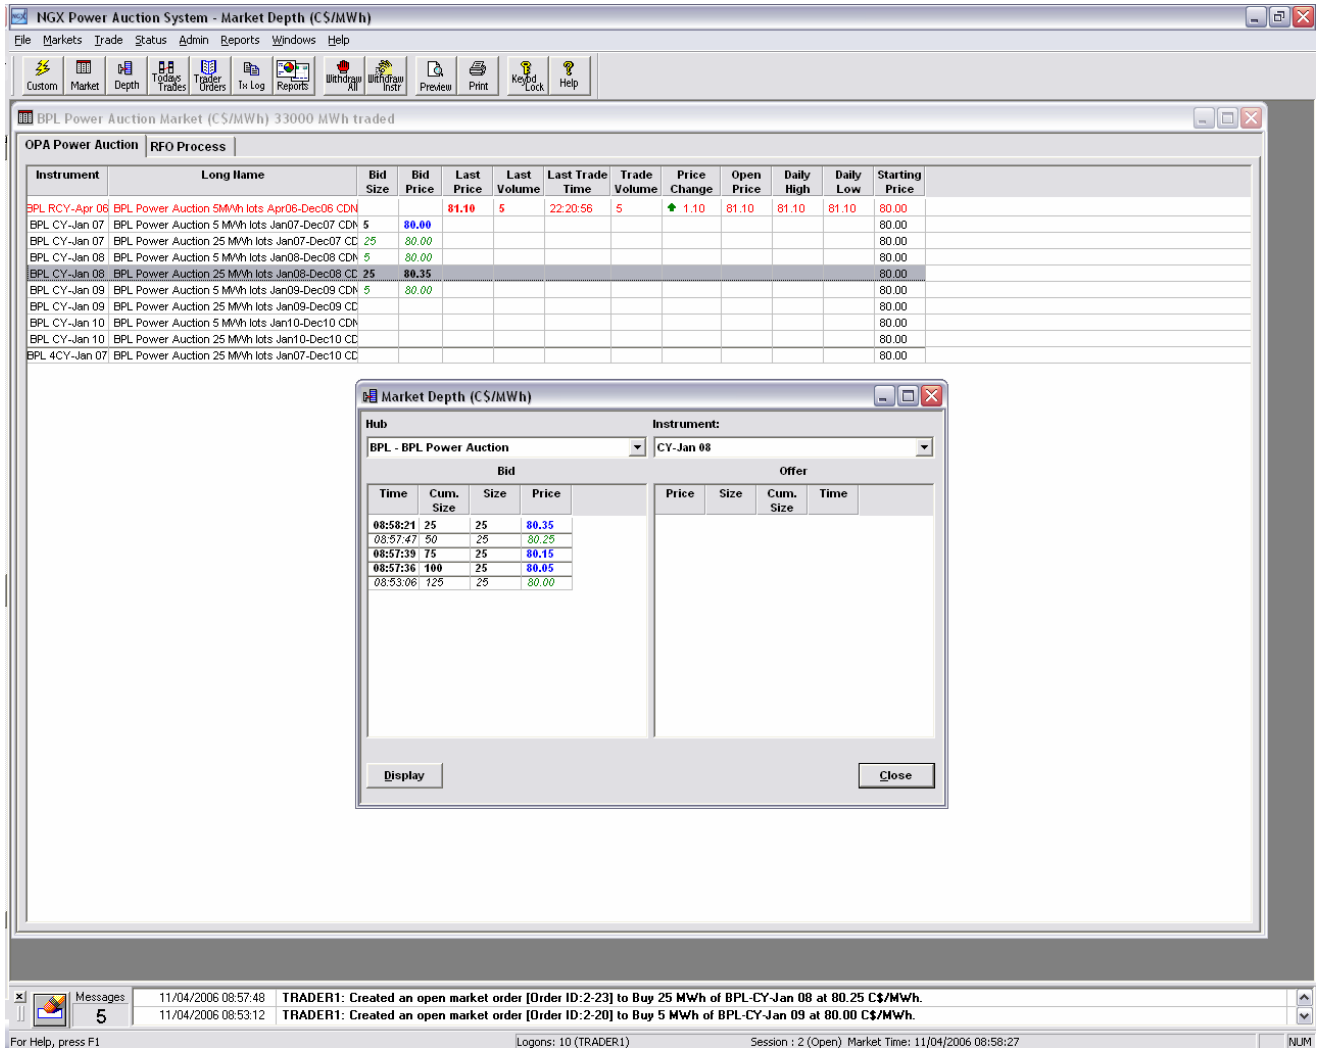 NGX Power Auction System - Market Depth (C$/MWh)
File Markets Trade Status Admin Reports Windows Help
Custom Market Depth Todays Trades Trader Orders Tx Log Reports Withdraw All Withdraw Instr Preview Print Keybd Lock Help
BPL Power Auction Market (C$/MWh) 33000 MWh traded
OPA Power Auction RFO Process
Instrument Long Name Bid Size Bid Price Last Price Last Volume Last Trade Time Trade Volume Price Change Open Price Daily High Daily Low Starting Price
BPL RCY-Apr 06 BPL Power Auction 5MWh lots Apr06-Dec06 CDN 81.10 5 22:20:56 5 1.10 81.10 81.10 81.10 80.00
BPL CY-Jan 07 BPL Power Auction 5 MWh lots Jan07-Dec07 CDN 5 80.00 80.00
BPL CY-Jan 07 BPL Power Auction 25 MWh lots Jan07-Dec07 CD 25 80.00 80.00
BPL CY-Jan 08 BPL Power Auction 5 MWh lots Jan08-Dec08 CDN 5 80.00 80.00
BPL CY-Jan 08 BPL Power Auction 25 MWh lots Jan08-Dec08 CD 25 80.35 80.00
BPL CY-Jan 09 BPL Power Auction 5 MWh lots Jan09-Dec09 CDN 5 80.00 80.00
BPL CY-Jan 09 BPL Power Auction 25 MWh lots Jan09-Dec09 CD 80.00
BPL CY-Jan 10 BPL Power Auction 5 MWh lots Jan10-Dec10 CDN 80.00
BPL CY-Jan 10 BPL Power Auction 25 MWh lots Jan10-Dec10 CD 80.00
BPL 4CY-Jan 07 BPL Power Auction 25 MWh lots Jan07-Dec10 CD 80.00
Market Depth (C$/MWh)
Hub Instrument:
BPL - BPL Power Auction CY-Jan 08
Bid Offer
Time Cum. Size Size Price Price Size Cum. Size Time
08:58:21 25 25 80.35
08:57:47 50 25 80.25
08:57:39 75 25 80.15
08:57:36 100 25 80.05
08:53:06 125 25 80.00
Display Close
Messages 5
11/04/2006 08:57:48 TRADER1: Created an open market order [Order ID:2-23] to Buy 25 MWh of BPL-CY-Jan 08 at 80.25 C$/MWh.
11/04/2006 08:53:12 TRADER1: Created an open market order [Order ID:2-20] to Buy 5 MWh of BPL-CY-Jan 09 at 80.00 C$/MWh.
For Help, press F1 Logons: 10 (TRADER1) Session : 2 (Open) Market Time: 11/04/2006 08:58:27 NUM